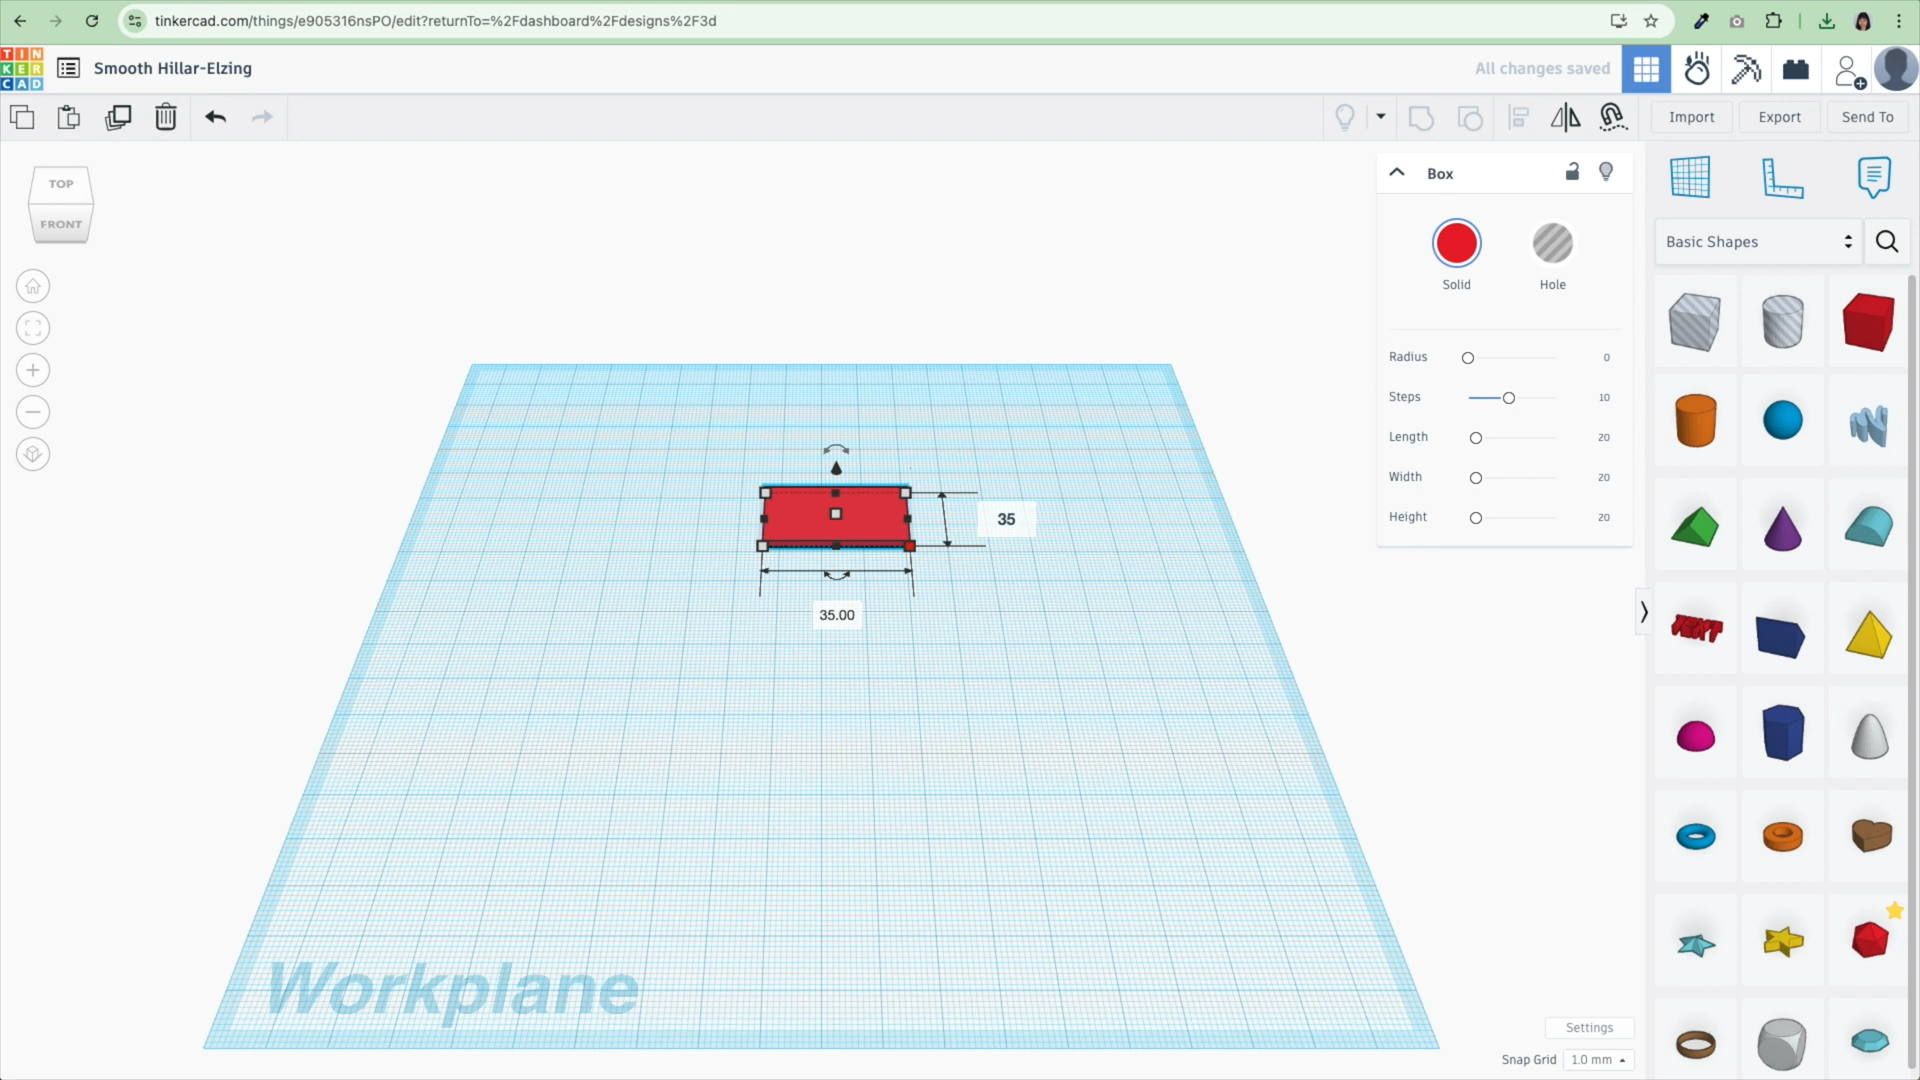 tinkercad.com/things/e905316nsPO/edit?returnTo=%2Fdashboard%2Fdesigns%2F3d
TIN
KER
CAD
Smooth Hillar-Elzing
All changes saved
Import
Export
Send To
TOP
FRONT
Box
Solid
Hole
Radius 0
Steps 10
Length 20
Width 20
Height 20
Basic Shapes
TEXT
35
35.00
Workplane
Settings
Snap Grid 1.0 mm